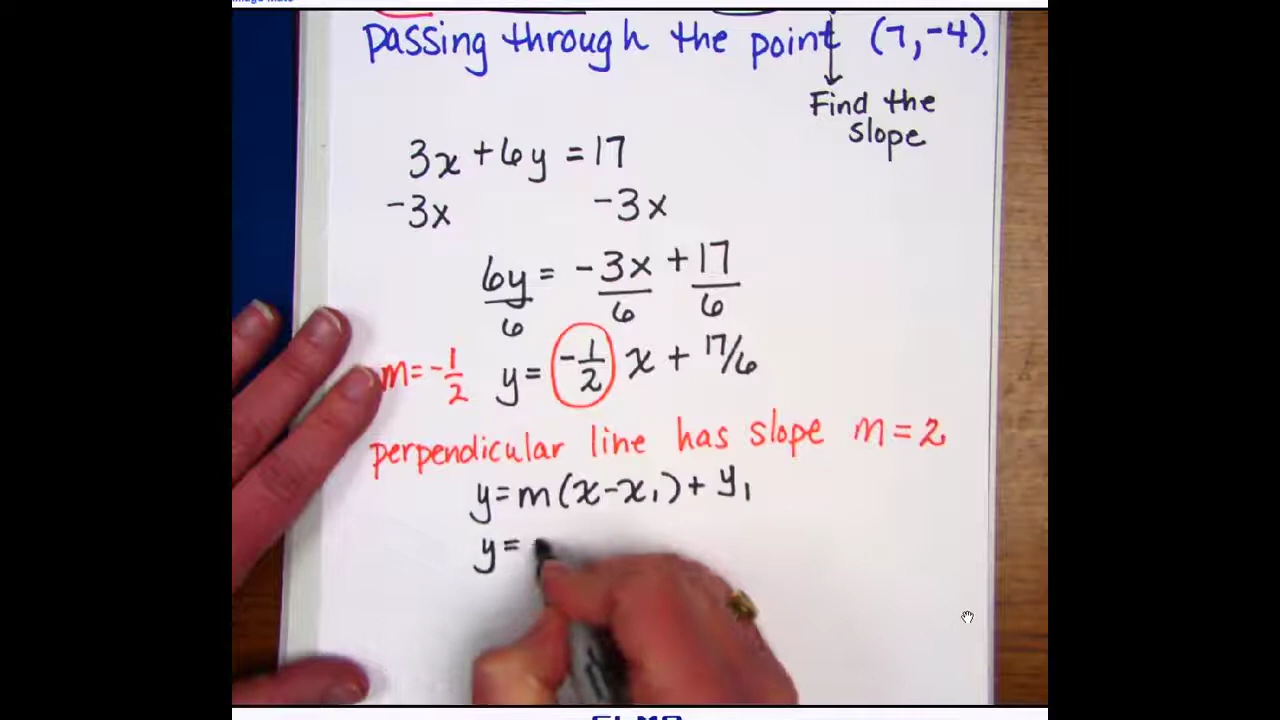 passing through the point (7,-4).
Find the
slope
3x + 6y = 17
-3x -3x
6y = -3x + 17
6 6 6
m = -1/2 y = -1/2 x + 17/6
perpendicular line has slope m = 2
y = m(x - x₁) + y₁
y =